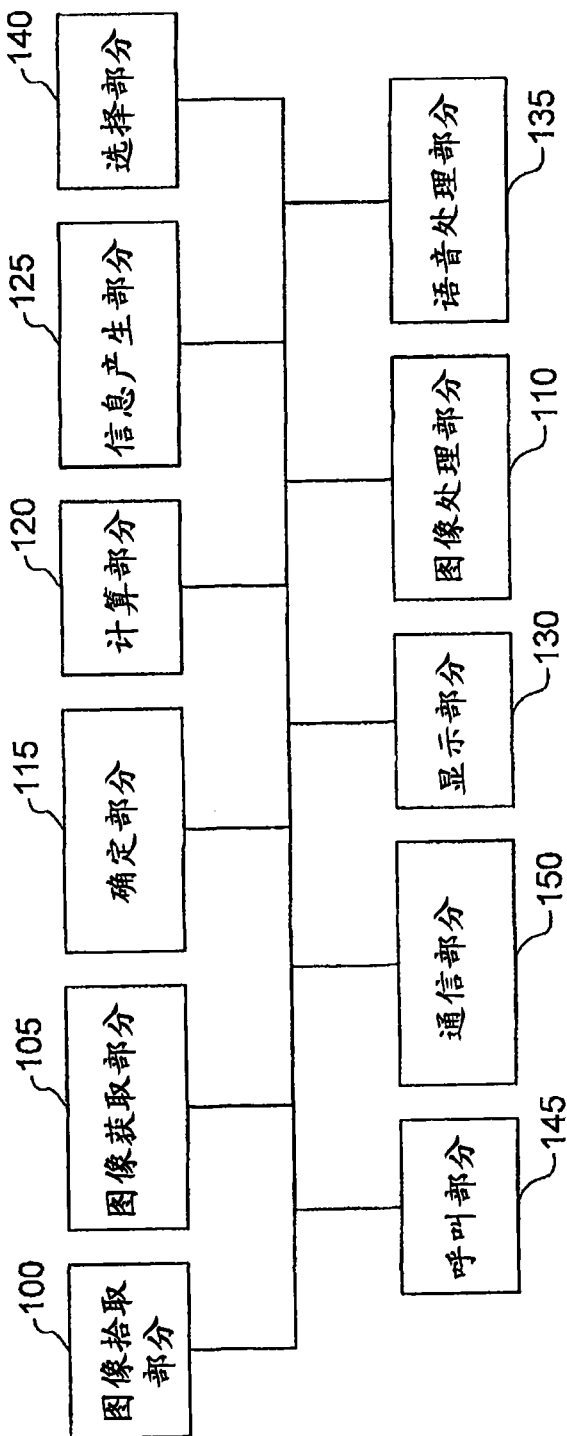 100
图像拾取
部分
105
图像获取部分
115
确定部分
120
计算部分
125
信息产生部分
140
选择部分
呼叫部分
145
通信部分
150
显示部分
130
图像处理部分
110
语音处理部分
135